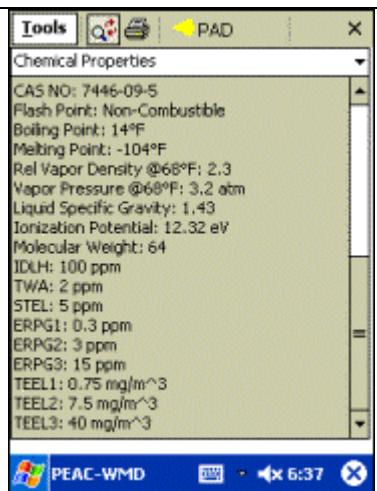 Tools PAD
Chemical Properties
CAS NO: 7446-09-5
Flash Point: Non-Combustible
Boiling Point: 14°F
Melting Point: -104°F
Rel Vapor Density @68°F: 2.3
Vapor Pressure @68°F: 3.2 atm
Liquid Specific Gravity: 1.43
Ionization Potential: 12.32 eV
Molecular Weight: 64
IDLH: 100 ppm
TWA: 2 ppm
STEL: 5 ppm
ERPG1: 0.3 ppm
ERPG2: 3 ppm
ERPG3: 15 ppm
TEEL1: 0.75 mg/m^3
TEEL2: 7.5 mg/m^3
TEEL3: 40 mg/m^3
PEAC-WMD 6:37